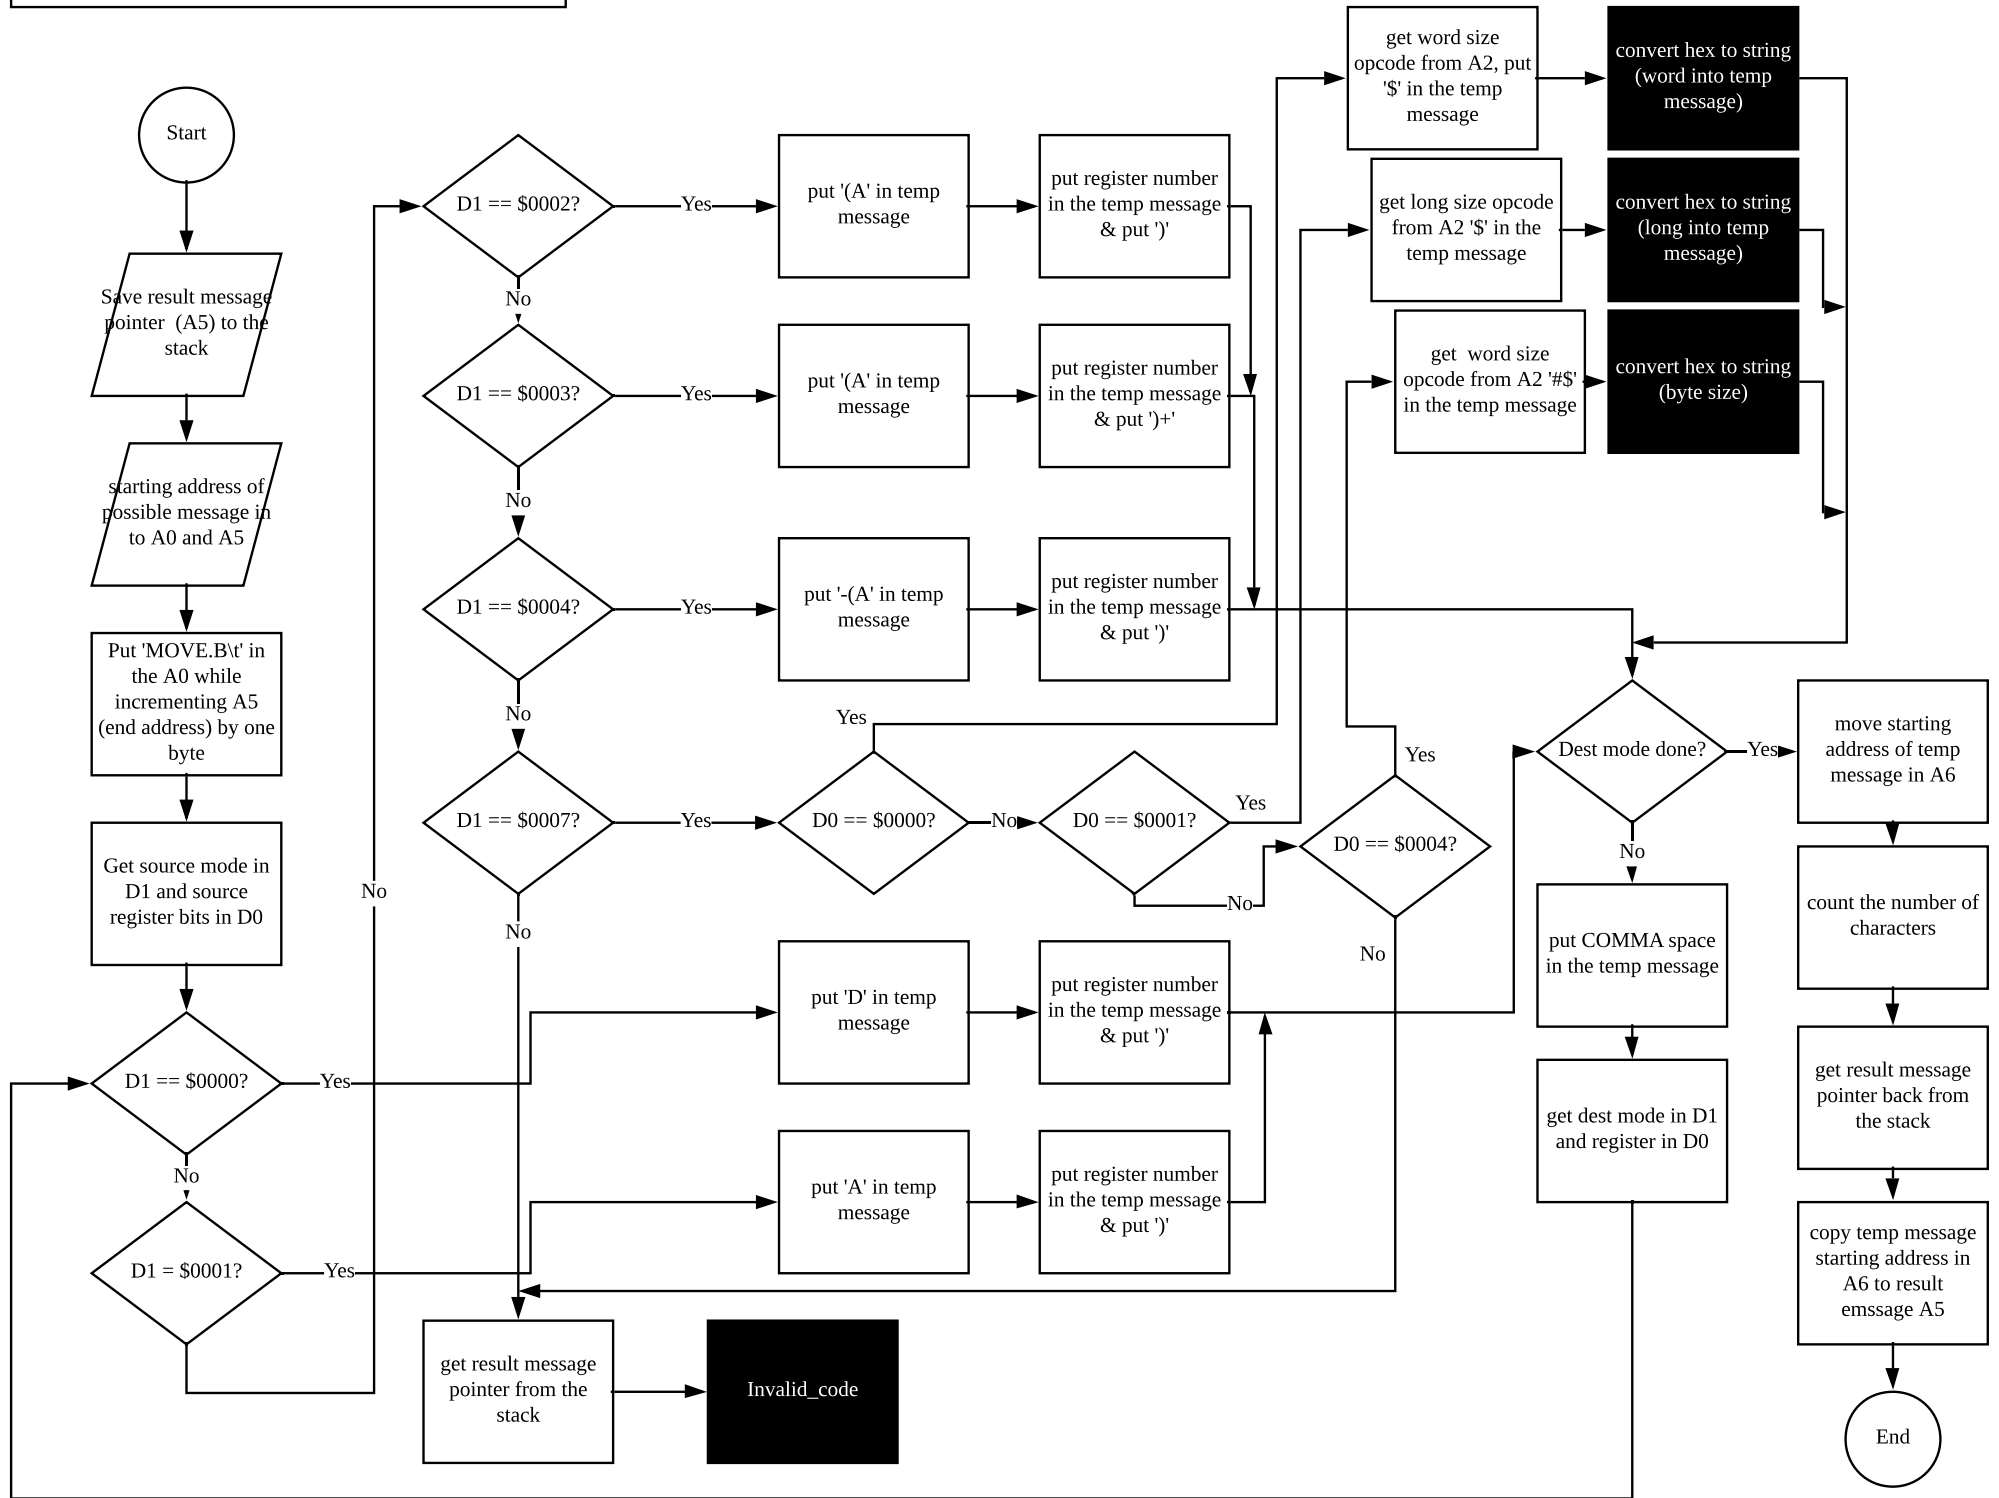 Start
Save result message
pointer  (A5) to the
stack
starting address of
possible message in
to A0 and A5
Put 'MOVE.B\t' in
the A0 while
incrementing A5
(end address) by one
byte
Get source mode in
D1 and source
register bits in D0
D1 == $0000?
Yes
No
D1 = $0001?
Yes
No
D1 == $0002?
Yes
put '(A' in temp
message
put register number
in the temp message
& put ')'
No
D1 == $0003?
Yes
put '(A' in temp
message
put register number
in the temp message
& put ')+'
No
D1 == $0004?
Yes
put '-(A' in temp
message
put register number
in the temp message
& put ')'
No
D1 == $0007?
Yes
D0 == $0000?
Yes
No
D0 == $0001?
Yes
No
D0 == $0004?
Yes
No
No
put 'D' in temp
message
put register number
in the temp message
& put ')'
put 'A' in temp
message
put register number
in the temp message
& put ')'
get result message
pointer from the
stack
Invalid_code
get word size
opcode from A2, put
'$' in the temp
message
convert hex to string
(word into temp
message)
get long size opcode
from A2 '$' in the
temp message
convert hex to string
(long into temp
message)
get  word size
opcode from A2 '#$'
in the temp message
convert hex to string
(byte size)
Dest mode done?
Yes
No
put COMMA space
in the temp message
get dest mode in D1
and register in D0
move starting
address of temp
message in A6
count the number of
characters
get result message
pointer back from
the stack
copy temp message
starting address in
A6 to result
emssage A5
End